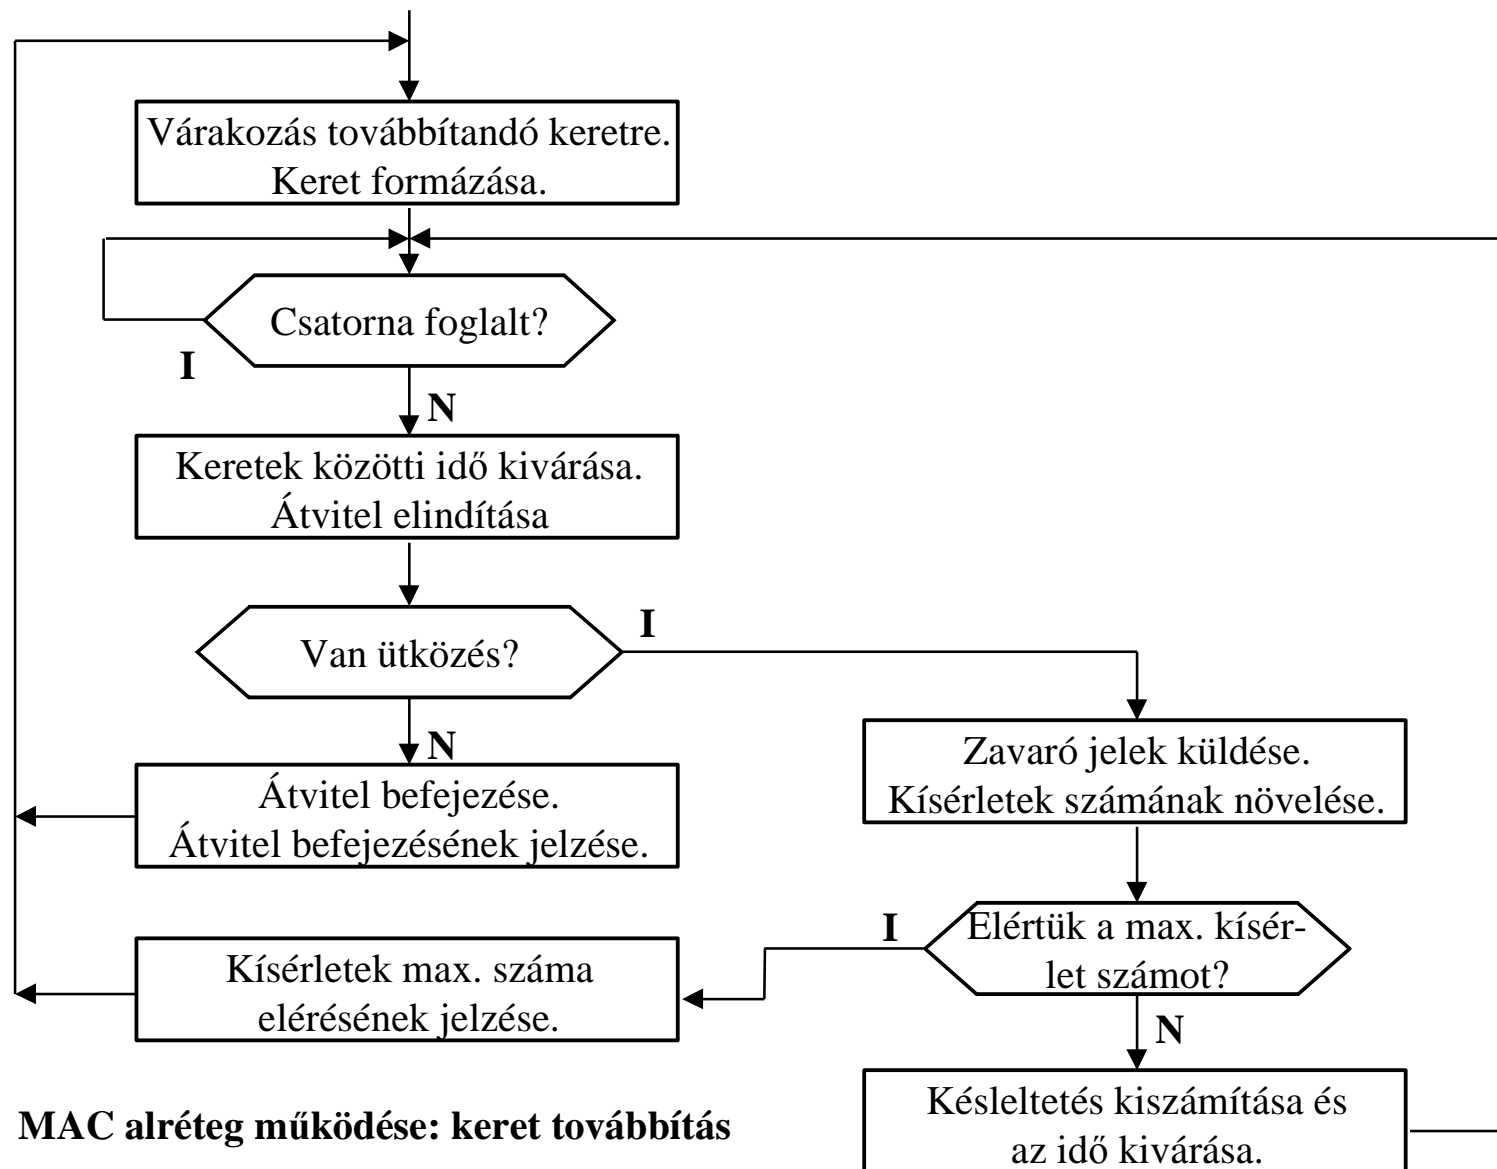 Várakozás továbbítandó keretre.
Keret formázása.
Csatorna foglalt?
I
N
Keretek közötti idő kivárása.
Átvitel elindítása
Van ütközés?
I
N
Átvitel befejezése.
Átvitel befejezésének jelzése.
Zavaró jelek küldése.
Kísérletek számának növelése.
Elértük a max. kísér-
let számot?
I
N
Kísérletek max. száma
elérésének jelzése.
Késleltetés kiszámítása és
az idő kivárása.
MAC alréteg működése: keret továbbítás